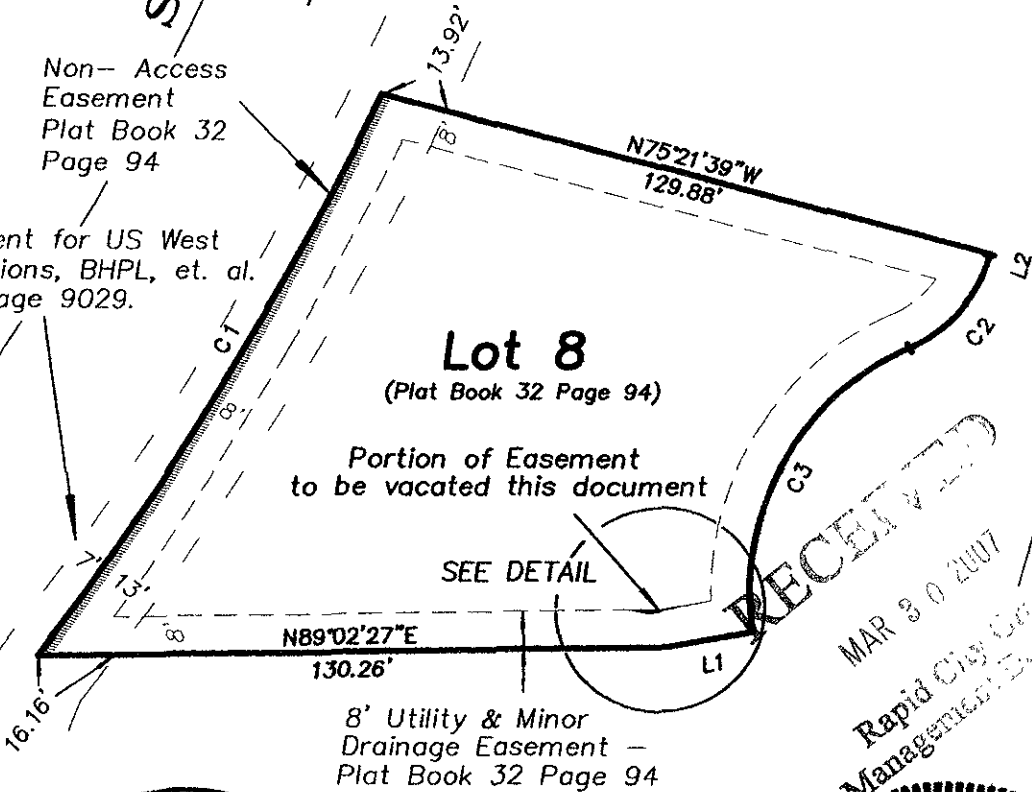 S
13.92'
Non- Access
Easement
Plat Book 32
Page 94
8'
N75°21'39"W
129.88'
L2
ent for US West
ions, BHPL, et. al.
age 9029.
C1
C2
Lot 8
(Plat Book 32 Page 94)
8'
Portion of Easement
to be vacated this document
C3
SEE DETAIL
RECEIVED
MAR 30 2007
7'
13'
8'
N89°02'27"E
130.26'
L1
16.16'
8' Utility & Minor
Drainage Easement -
Plat Book 32 Page 94
Rapid City
Management